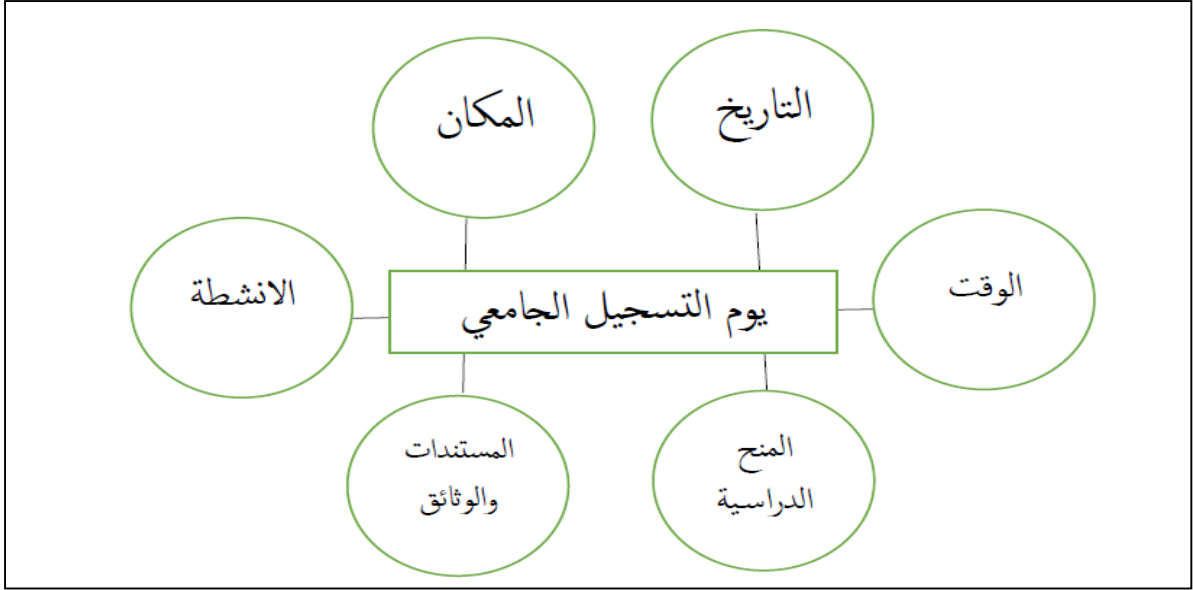 التاريخ
المكان
الوقت
يوم التسجيل الجامعي
الانشطة
المنح
الدراسية
المستندات
والوثائق